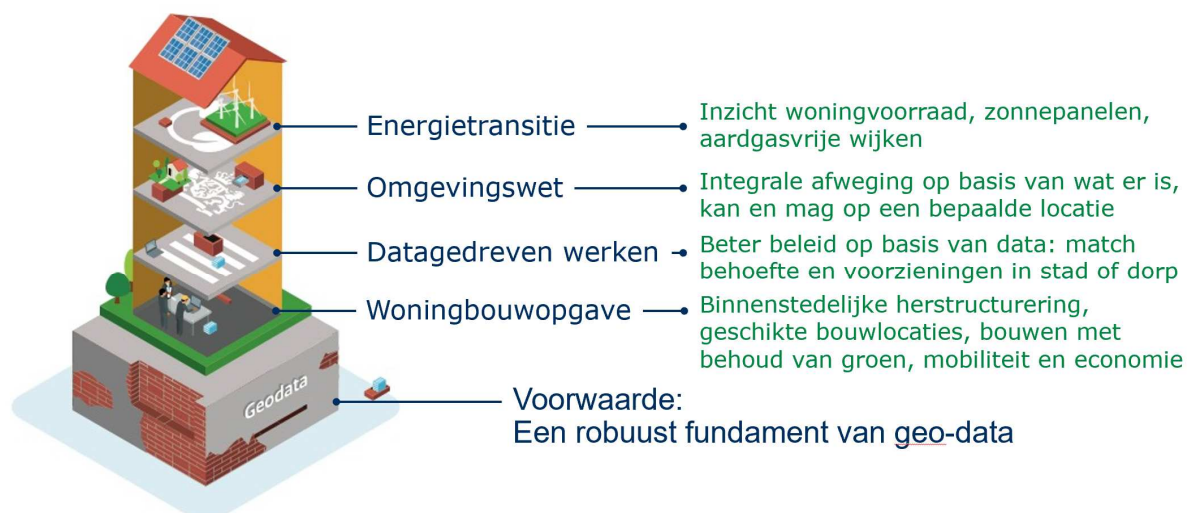 Energietransitie
Inzicht woningvoorraad, zonnepanelen,
aardgasvrije wijken
Omgevingswet
Integrale afweging op basis van wat er is,
kan en mag op een bepaalde locatie
Datagedreven werken
Beter beleid op basis van data: match
behoefte en voorzieningen in stad of dorp
Woningbouwopgave
Binnenstedelijke herstructurering,
geschikte bouwlocaties, bouwen met
behoud van groen, mobiliteit en economie
Geodata
Voorwaarde:
Een robuust fundament van geo-data